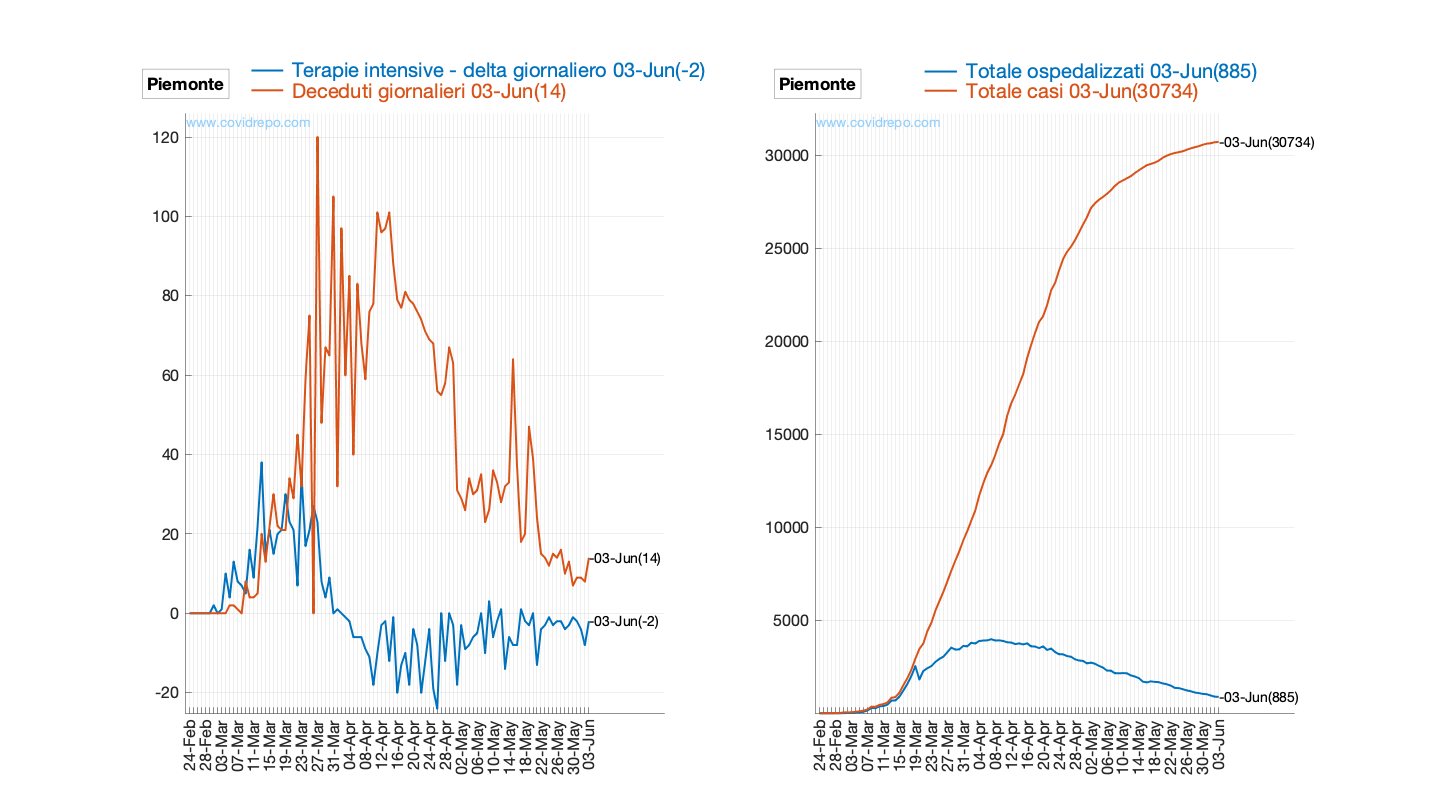 Piemonte
Terapie intensive - delta giornaliero 03-Jun(-2)
Deceduti giornalieri 03-Jun(14)
www.covidrepo.com
120
100
80
60
40
20
0
-20
-03-Jun(14)
-03-Jun(-2)
24-Feb
28-Feb
03-Mar
07-Mar
11-Mar
15-Mar
19-Mar
23-Mar
27-Mar
31-Mar
04-Apr
08-Apr
12-Apr
16-Apr
20-Apr
24-Apr
28-Apr
02-May
06-May
10-May
14-May
18-May
22-May
26-May
30-May
03-Jun
Piemonte
Totale ospedalizzati 03-Jun(885)
Totale casi 03-Jun(30734)
www.covidrepo.com
30000
25000
20000
15000
10000
5000
-03-Jun(30734)
-03-Jun(885)
24-Feb
28-Feb
03-Mar
07-Mar
11-Mar
15-Mar
19-Mar
23-Mar
27-Mar
31-Mar
04-Apr
08-Apr
12-Apr
16-Apr
20-Apr
24-Apr
28-Apr
02-May
06-May
10-May
14-May
18-May
22-May
26-May
30-May
03-Jun